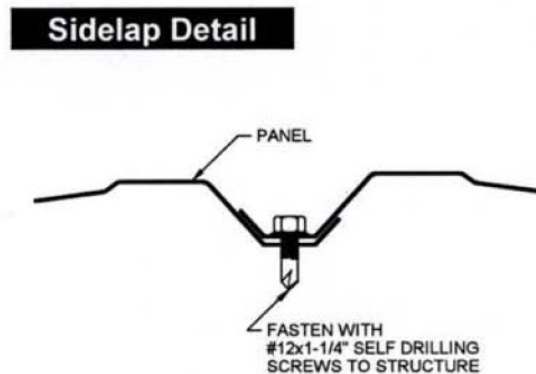 Sidelap Detail
PANEL
FASTEN WITH
#12x1-1/4" SELF DRILLING
SCREWS TO STRUCTURE